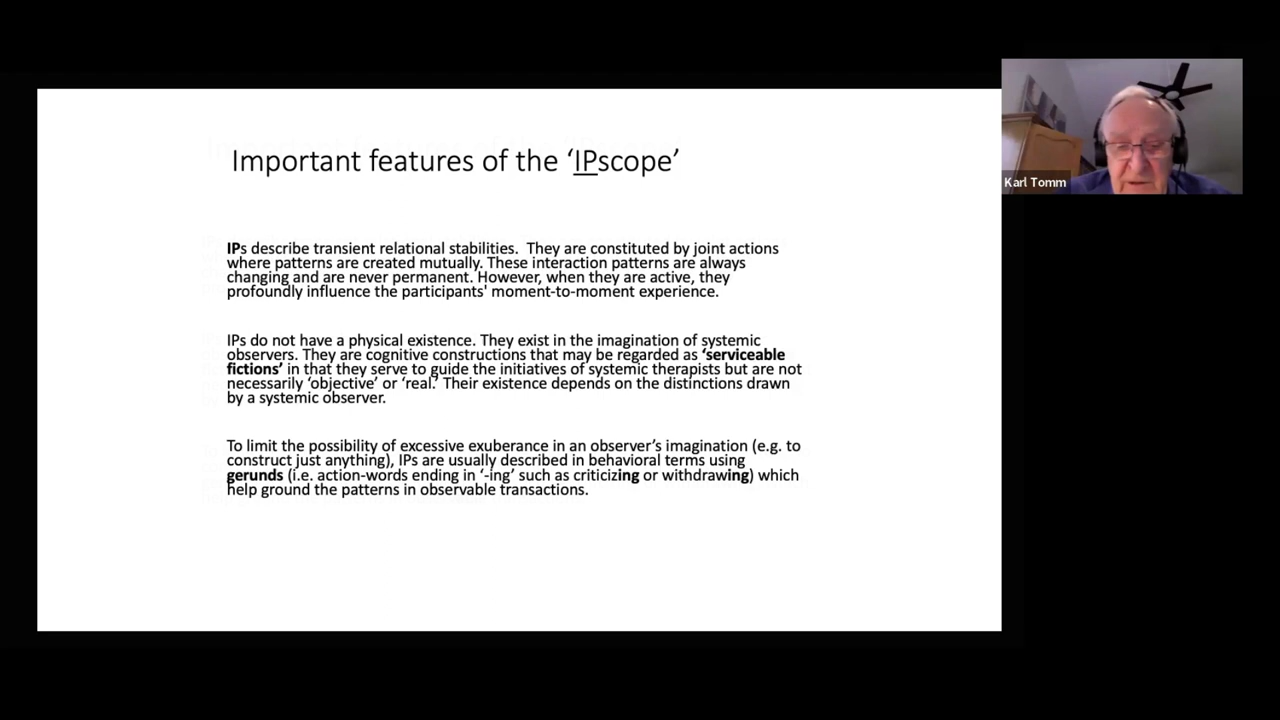 Important features of the ‘IPscope’
IPs describe transient relational stabilities.  They are constituted by joint actions
where patterns are created mutually. These interaction patterns are always
changing and are never permanent. However, when they are active, they
profoundly influence the participants' moment-to-moment experience.
IPs do not have a physical existence. They exist in the imagination of systemic
observers. They are cognitive constructions that may be regarded as ‘serviceable
fictions’ in that they serve to guide the initiatives of systemic therapists but are not
necessarily ‘objective’ or ‘real.’ Their existence depends on the distinctions drawn
by a systemic observer.
To limit the possibility of excessive exuberance in an observer’s imagination (e.g. to
construct just anything), IPs are usually described in behavioral terms using
gerunds (i.e. action-words ending in ‘-ing’ such as criticizing or withdrawing) which
help ground the patterns in observable transactions.
Karl Tomm